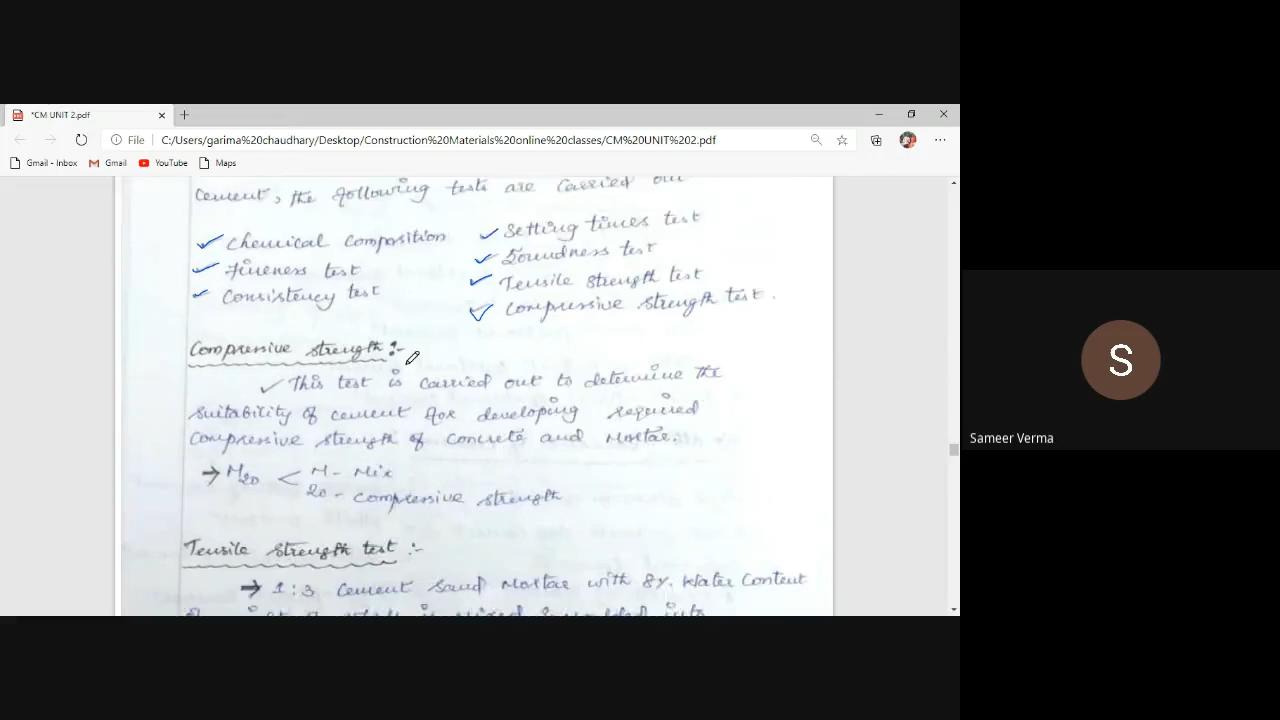 *CM UNIT 2.pdf
File | C:/Users/garima%20chaudhary/Desktop/Construction%20Materials%20online%20classes/CM%20UNIT%202.pdf
Gmail - Inbox Gmail YouTube Maps
Cement, the following tests are carried out
Chemical composition
Fineness test
Consistency test
Setting times test
Soundness test
Tensile strength test
Compressive strength test.
Compressive strength :-
This test is carried out to determine the
suitability of cement for developing required
compressive strength of concrete and Mortar.
→ M20 < M - Mix
20 - compressive strength
Tensile strength test :-
→ 1 : 3 Cement sand Mortar with 8%. Water Content
S
Sameer Verma